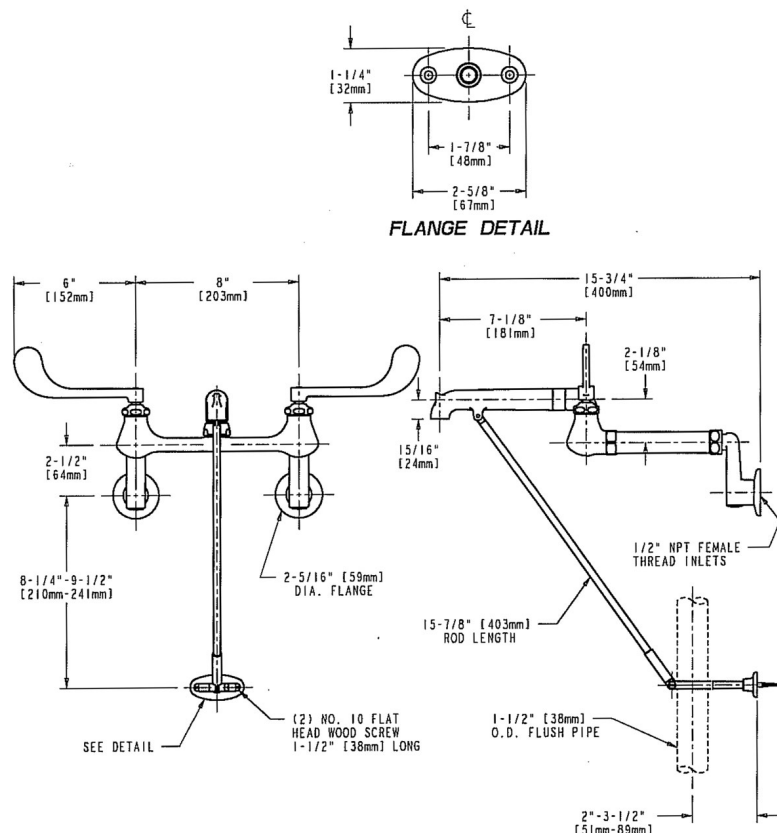 ℄
1-1/4"
[32mm]
1-7/8"
[48mm]
2-5/8"
[67mm]
FLANGE DETAIL
6"
[152mm]
8"
[203mm]
15-3/4"
[400mm]
7-1/8"
[181mm]
2-1/8"
[54mm]
15/16"
[24mm]
2-1/2"
[64mm]
8-1/4"-9-1/2"
[210mm-241mm]
2-5/16" [59mm]
DIA. FLANGE
1/2" NPT FEMALE
THREAD INLETS
15-7/8" [403mm]
ROD LENGTH
SEE DETAIL
(2) NO. 10 FLAT
HEAD WOOD SCREW
1-1/2" [38mm] LONG
1-1/2" [38mm]
O.D. FLUSH PIPE
2"-3-1/2"
[51mm-89mm]